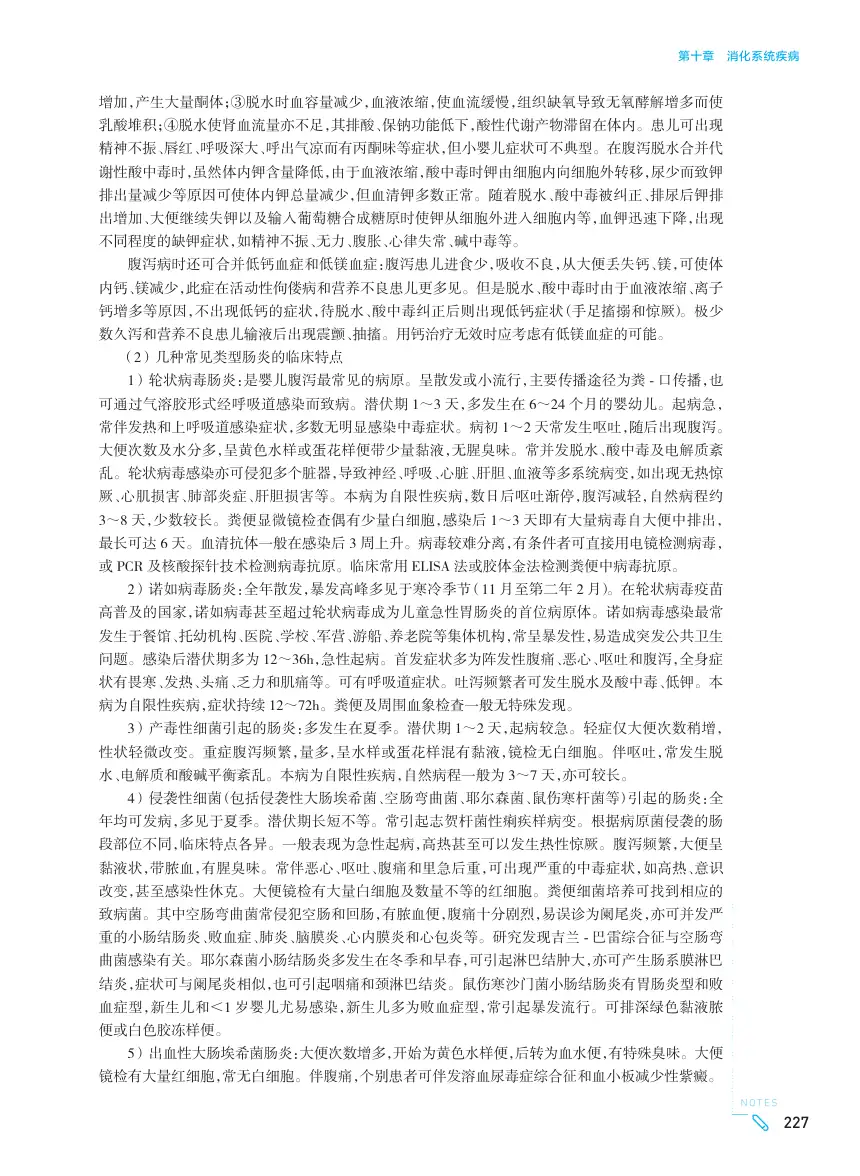 第十章 消化系统疾病
增加,产生大量酮体;③脱水时血容量减少,血液浓缩,使血流缓慢,组织缺氧导致无氧酵解增多而使
乳酸堆积;④脱水使肾血流量亦不足,其排酸、保钠功能低下,酸性代谢产物滞留在体内。患儿可出现
精神不振、唇红、呼吸深大、呼出气凉而有丙酮味等症状,但小婴儿症状可不典型。在腹泻脱水合并代
谢性酸中毒时,虽然体内钾含量降低,由于血液浓缩,酸中毒时钾由细胞内向细胞外转移,尿少而致钾
排出量减少等原因可使体内钾总量减少,但血清钾多数正常。随着脱水、酸中毒被纠正、排尿后钾排
出增加、大便继续失钾以及输入葡萄糖合成糖原时使钾从细胞外进入细胞内等,血钾迅速下降,出现
不同程度的缺钾症状,如精神不振、无力、腹胀、心律失常、碱中毒等。
腹泻病时还可合并低钙血症和低镁血症:腹泻患儿进食少,吸收不良,从大便丢失钙、镁,可使体
内钙、镁减少,此症在活动性佝偻病和营养不良患儿更多见。但是脱水、酸中毒时由于血液浓缩、离子
钙增多等原因,不出现低钙的症状,待脱水、酸中毒纠正后则出现低钙症状(手足搐搦和惊厥)。极少
数久泻和营养不良患儿输液后出现震颤、抽搐。用钙治疗无效时应考虑有低镁血症的可能。
(2)几种常见类型肠炎的临床特点
1)轮状病毒肠炎:是婴儿腹泻最常见的病原。呈散发或小流行,主要传播途径为粪 - 口传播,也
可通过气溶胶形式经呼吸道感染而致病。潜伏期 1～3 天,多发生在 6～24 个月的婴幼儿。起病急,
常伴发热和上呼吸道感染症状,多数无明显感染中毒症状。病初 1～2 天常发生呕吐,随后出现腹泻。
大便次数及水分多,呈黄色水样或蛋花样便带少量黏液,无腥臭味。常并发脱水、酸中毒及电解质紊
乱。轮状病毒感染亦可侵犯多个脏器,导致神经、呼吸、心脏、肝胆、血液等多系统病变,如出现无热惊
厥、心肌损害、肺部炎症、肝胆损害等。本病为自限性疾病,数日后呕吐渐停,腹泻减轻,自然病程约
3～8 天,少数较长。粪便显微镜检查偶有少量白细胞,感染后 1～3 天即有大量病毒自大便中排出,
最长可达 6 天。血清抗体一般在感染后 3 周上升。病毒较难分离,有条件者可直接用电镜检测病毒,
或 PCR 及核酸探针技术检测病毒抗原。临床常用 ELISA 法或胶体金法检测粪便中病毒抗原。
2)诺如病毒肠炎:全年散发,暴发高峰多见于寒冷季节(11 月至第二年 2 月)。在轮状病毒疫苗
高普及的国家,诺如病毒甚至超过轮状病毒成为儿童急性胃肠炎的首位病原体。诺如病毒感染最常
发生于餐馆、托幼机构、医院、学校、军营、游船、养老院等集体机构,常呈暴发性,易造成突发公共卫生
问题。感染后潜伏期多为 12～36h,急性起病。首发症状多为阵发性腹痛、恶心、呕吐和腹泻,全身症
状有畏寒、发热、头痛、乏力和肌痛等。可有呼吸道症状。吐泻频繁者可发生脱水及酸中毒、低钾。本
病为自限性疾病,症状持续 12～72h。粪便及周围血象检查一般无特殊发现。
3)产毒性细菌引起的肠炎:多发生在夏季。潜伏期 1～2 天,起病较急。轻症仅大便次数稍增,
性状轻微改变。重症腹泻频繁,量多,呈水样或蛋花样混有黏液,镜检无白细胞。伴呕吐,常发生脱
水、电解质和酸碱平衡紊乱。本病为自限性疾病,自然病程一般为 3～7 天,亦可较长。
4)侵袭性细菌(包括侵袭性大肠埃希菌、空肠弯曲菌、耶尔森菌、鼠伤寒杆菌等)引起的肠炎:全
年均可发病,多见于夏季。潜伏期长短不等。常引起志贺杆菌性痢疾样病变。根据病原菌侵袭的肠
段部位不同,临床特点各异。一般表现为急性起病,高热甚至可以发生热性惊厥。腹泻频繁,大便呈
黏液状,带脓血,有腥臭味。常伴恶心、呕吐、腹痛和里急后重,可出现严重的中毒症状,如高热、意识
改变,甚至感染性休克。大便镜检有大量白细胞及数量不等的红细胞。粪便细菌培养可找到相应的
致病菌。其中空肠弯曲菌常侵犯空肠和回肠,有脓血便,腹痛十分剧烈,易误诊为阑尾炎,亦可并发严
重的小肠结肠炎、败血症、肺炎、脑膜炎、心内膜炎和心包炎等。研究发现吉兰 - 巴雷综合征与空肠弯
曲菌感染有关。耶尔森菌小肠结肠炎多发生在冬季和早春,可引起淋巴结肿大,亦可产生肠系膜淋巴
结炎,症状可与阑尾炎相似,也可引起咽痛和颈淋巴结炎。鼠伤寒沙门菌小肠结肠炎有胃肠炎型和败
血症型,新生儿和＜1 岁婴儿尤易感染,新生儿多为败血症型,常引起暴发流行。可排深绿色黏液脓
便或白色胶冻样便。
5)出血性大肠埃希菌肠炎:大便次数增多,开始为黄色水样便,后转为血水便,有特殊臭味。大便
镜检有大量红细胞,常无白细胞。伴腹痛,个别患者可伴发溶血尿毒症综合征和血小板减少性紫癜。
NOTES
227